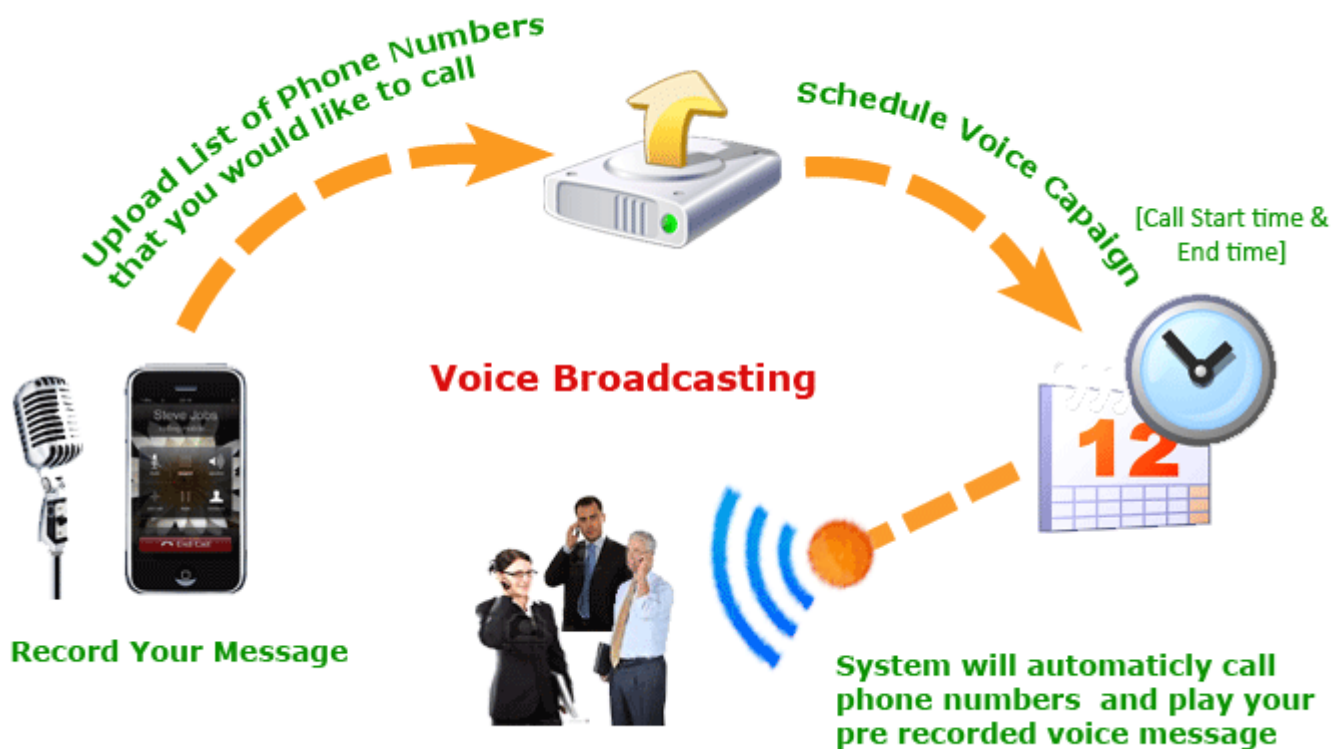 Upload List of Phone Numbers
that you would like to call
Schedule Voice Capaign
[Call Start time &
End time]
Voice Broadcasting
Steve Jobs
End Call
12
Record Your Message
System will automaticly call
phone numbers and play your
pre recorded voice message